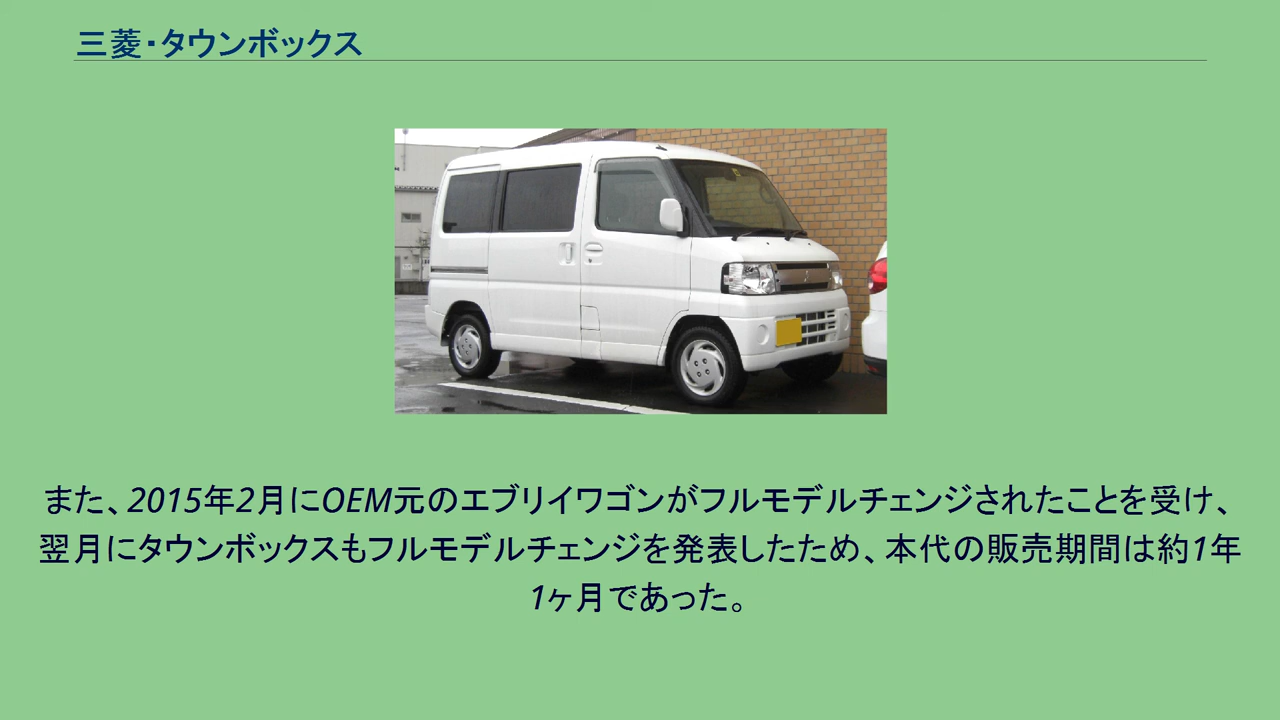 三菱・タウンボックス
また、2015年2月にOEM元のエブリイワゴンがフルモデルチェンジされたことを受け、
翌月にタウンボックスもフルモデルチェンジを発表したため、本代の販売期間は約1年
1ヶ月であった。